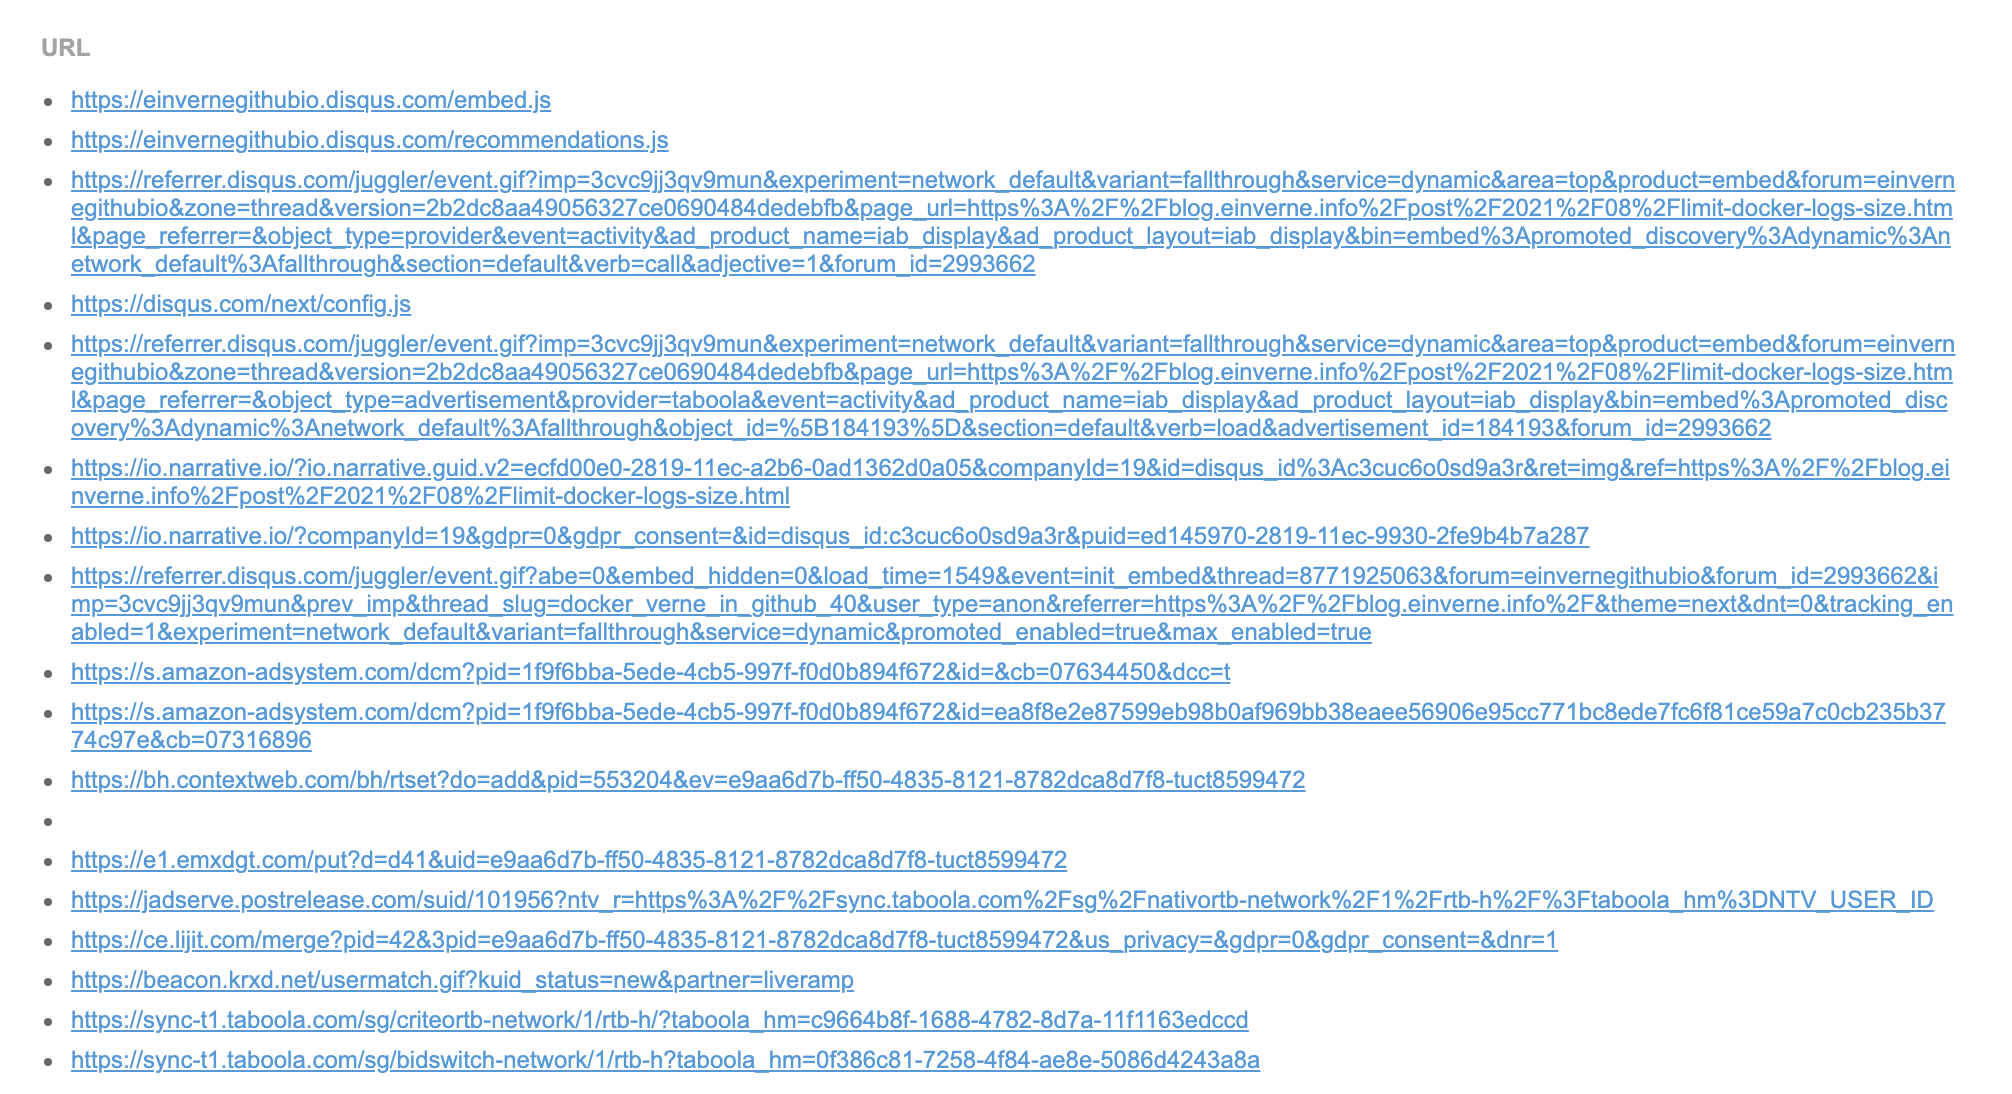 URL
• https://einvernegithubio.disqus.com/embed.js
• https://einvernegithubio.disqus.com/recommendations.js
• https://referrer.disqus.com/juggler/event.gif?imp=3cvc9jj3qv9mun&experiment=network_default&variant=fallthrough&service=dynamic&area=top&product=embed&forum=einvern
egithubio&zone=thread&version=2b2dc8aa49056327ce0690484dedebfb&page_url=https%3A%2F%2Fblog.einverne.info%2Fpost%2F2021%2F08%2Flimit-docker-logs-size.htm
l&page_referrer=&object_type=provider&event=activity&ad_product_name=iab_display&ad_product_layout=iab_display&bin=embed%3Apromoted_discovery%3Adynamic%3An
etwork_default%3Afallthrough&section=default&verb=call&adjective=1&forum_id=2993662
• https://disqus.com/next/config.js
• https://referrer.disqus.com/juggler/event.gif?imp=3cvc9jj3qv9mun&experiment=network_default&variant=fallthrough&service=dynamic&area=top&product=embed&forum=einvern
egithubio&zone=thread&version=2b2dc8aa49056327ce0690484dedebfb&page_url=https%3A%2F%2Fblog.einverne.info%2Fpost%2F2021%2F08%2Flimit-docker-logs-size.htm
l&page_referrer=&object_type=advertisement&provider=taboola&event=activity&ad_product_name=iab_display&ad_product_layout=iab_display&bin=embed%3Apromoted_disc
overy%3Adynamic%3Anetwork_default%3Afallthrough&object_id=%5B184193%5D&section=default&verb=load&advertisement_id=184193&forum_id=2993662
• https://io.narrative.io/?io.narrative.guid.v2=ecfd00e0-2819-11ec-a2b6-0ad1362d0a05&companyId=19&id=disqus_id%3Ac3cuc6o0sd9a3r&ret=img&ref=https%3A%2F%2Fblog.ei
nverne.info%2Fpost%2F2021%2F08%2Flimit-docker-logs-size.html
• https://io.narrative.io/?companyId=19&gdpr=0&gdpr_consent=&id=disqus_id:c3cuc6o0sd9a3r&puid=ed145970-2819-11ec-9930-2fe9b4b7a287
• https://referrer.disqus.com/juggler/event.gif?abe=0&embed_hidden=0&load_time=1549&event=init_embed&thread=8771925063&forum=einvernegithubio&forum_id=2993662&i
mp=3cvc9jj3qv9mun&prev_imp&thread_slug=docker_verne_in_github_40&user_type=anon&referrer=https%3A%2F%2Fblog.einverne.info%2F&theme=next&dnt=0&tracking_en
abled=1&experiment=network_default&variant=fallthrough&service=dynamic&promoted_enabled=true&max_enabled=true
• https://s.amazon-adsystem.com/dcm?pid=1f9f6bba-5ede-4cb5-997f-f0d0b894f672&id=&cb=07634450&dcc=t
• https://s.amazon-adsystem.com/dcm?pid=1f9f6bba-5ede-4cb5-997f-f0d0b894f672&id=ea8f8e2e87599eb98b0af969bb38eaee56906e95cc771bc8ede7fc6f81ce59a7c0cb235b37
74c97e&cb=07316896
• https://bh.contextweb.com/bh/rtset?do=add&pid=553204&ev=e9aa6d7b-ff50-4835-8121-8782dca8d7f8-tuct8599472
•
• https://e1.emxdgt.com/put?d=d41&uid=e9aa6d7b-ff50-4835-8121-8782dca8d7f8-tuct8599472
• https://jadserve.postrelease.com/suid/101956?ntv_r=https%3A%2F%2Fsync.taboola.com%2Fsg%2Fnativortb-network%2F1%2Frtb-h%2F%3Ftaboola_hm%3DNTV_USER_ID
• https://ce.lijit.com/merge?pid=42&3pid=e9aa6d7b-ff50-4835-8121-8782dca8d7f8-tuct8599472&us_privacy=&gdpr=0&gdpr_consent=&dnr=1
• https://beacon.krxd.net/usermatch.gif?kuid_status=new&partner=liveramp
• https://sync-t1.taboola.com/sg/criteortb-network/1/rtb-h/?taboola_hm=c9664b8f-1688-4782-8d7a-11f1163edccd
• https://sync-t1.taboola.com/sg/bidswitch-network/1/rtb-h?taboola_hm=0f386c81-7258-4f84-ae8e-5086d4243a8a